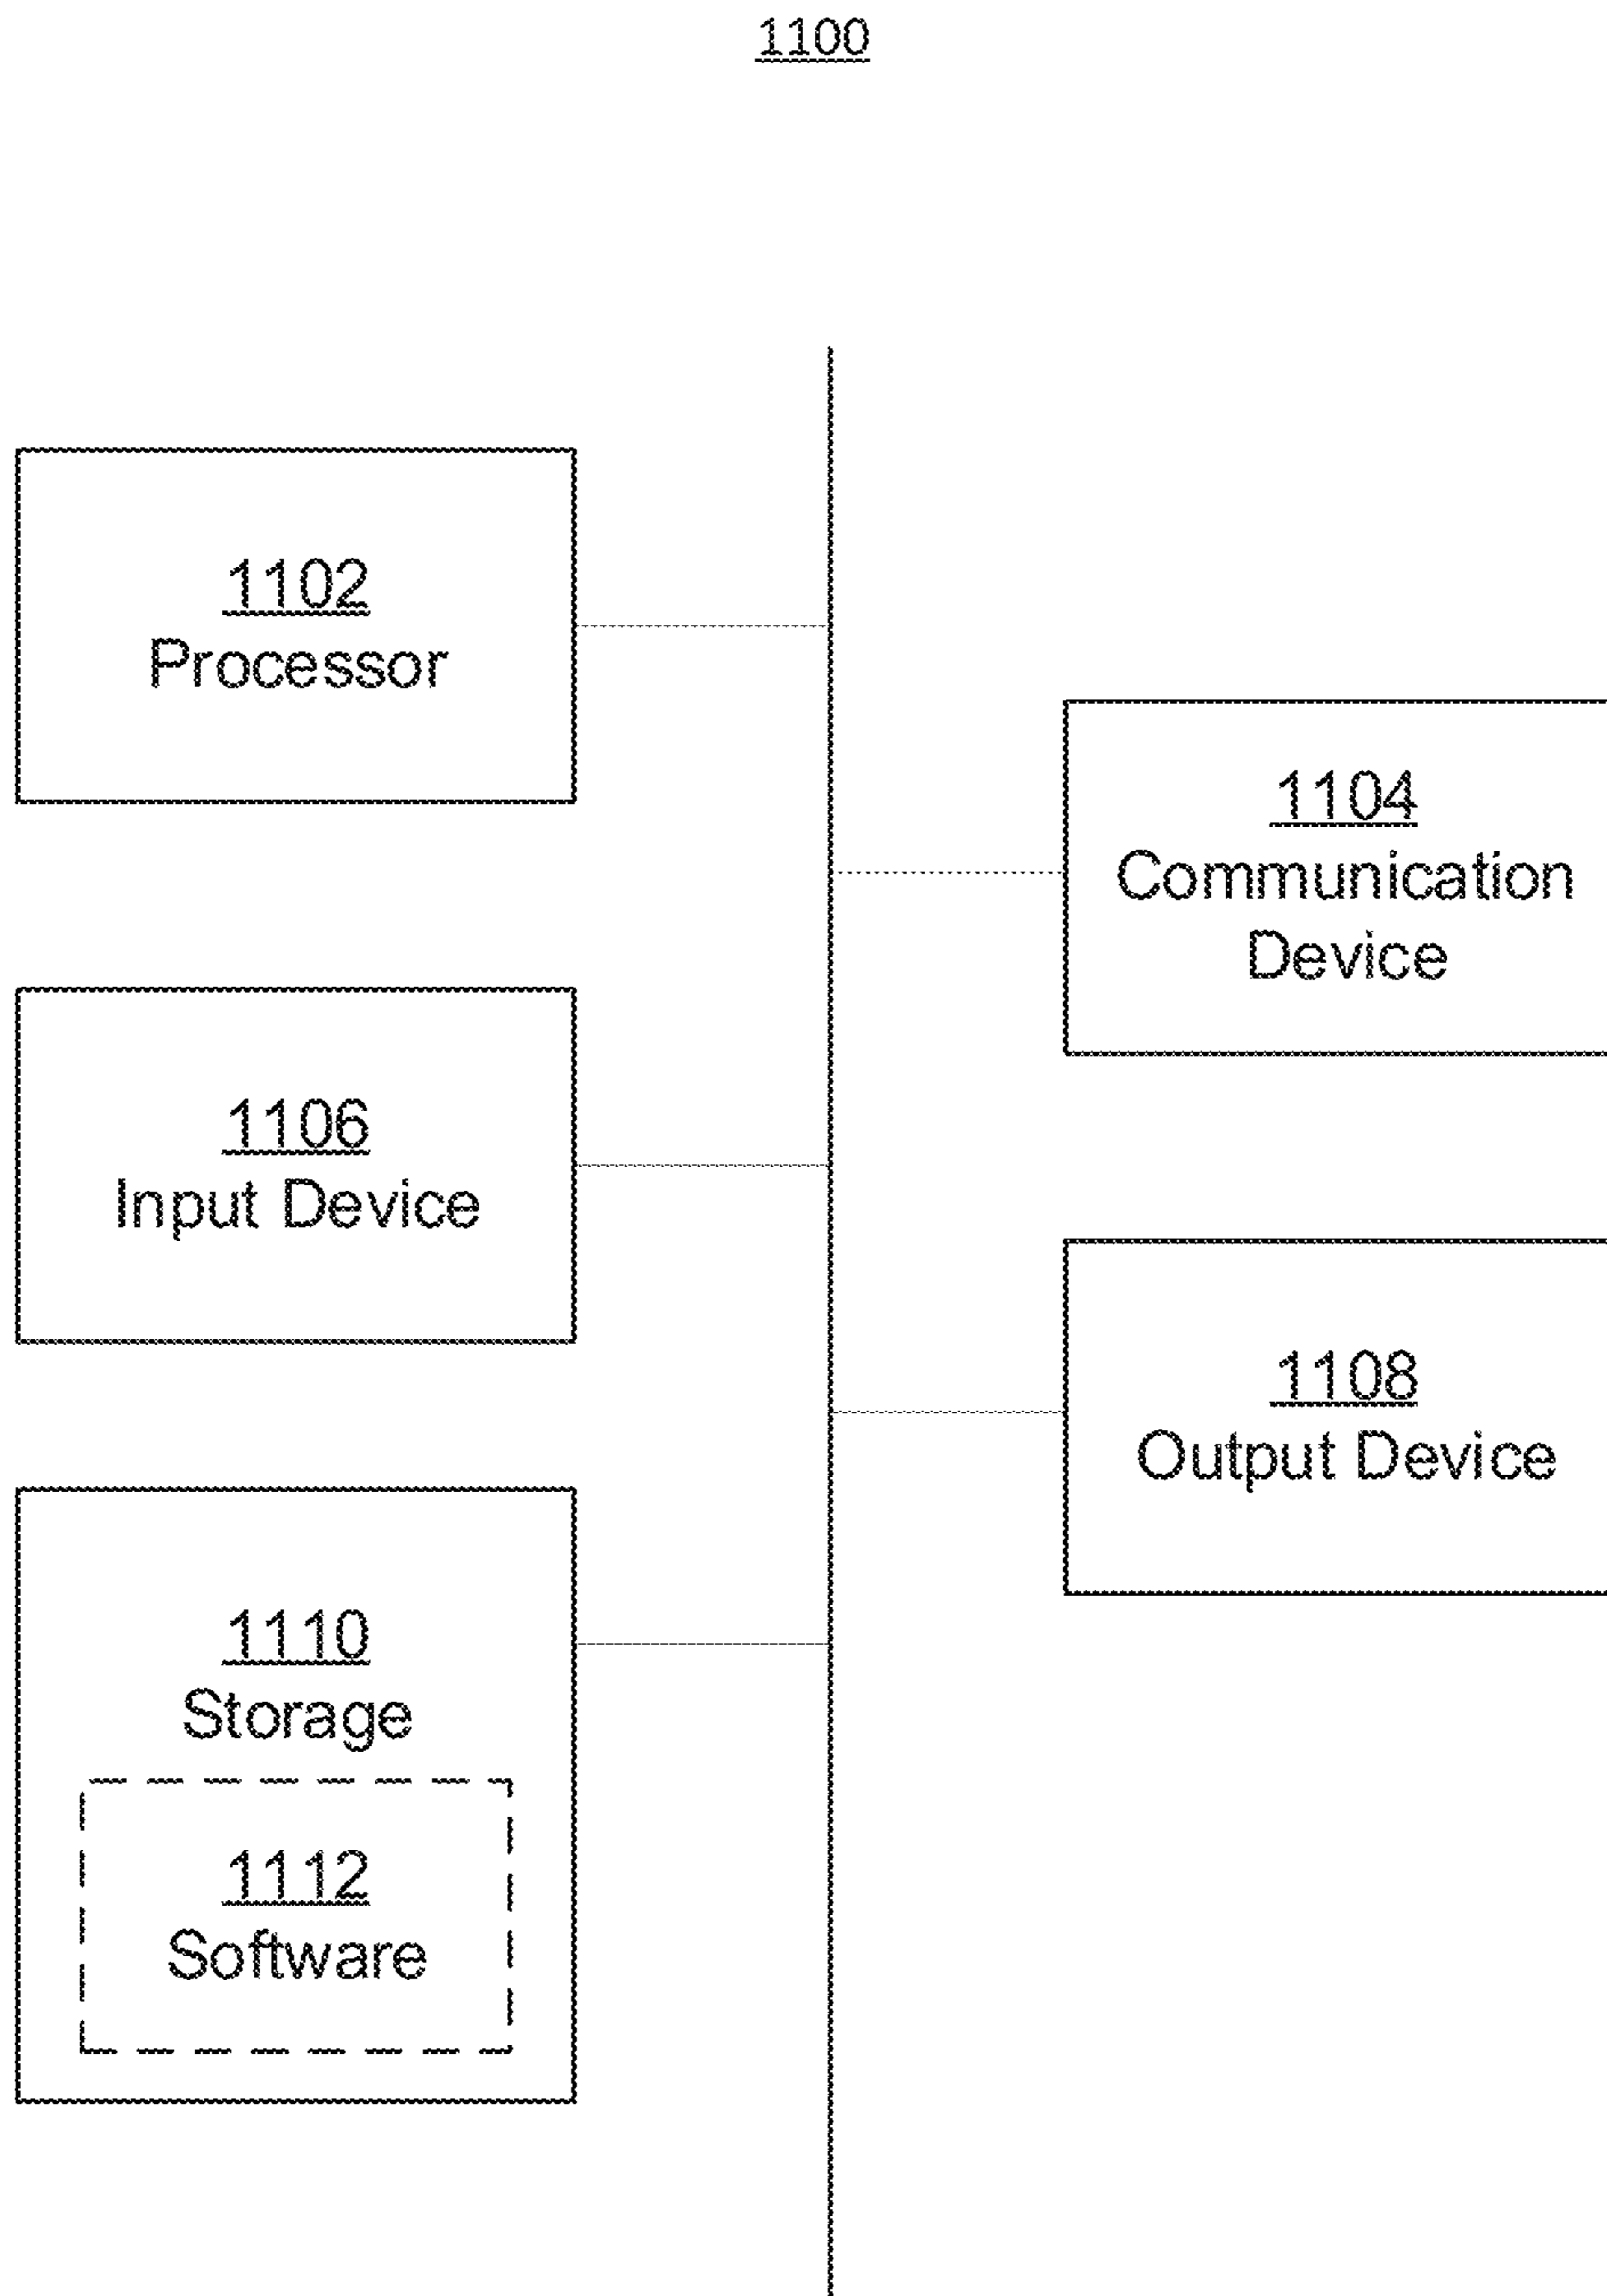 1100
1102
Processor
1104
Communication
Device
1106
Input Device
1108
Output Device
1110
Storage
1112
Software